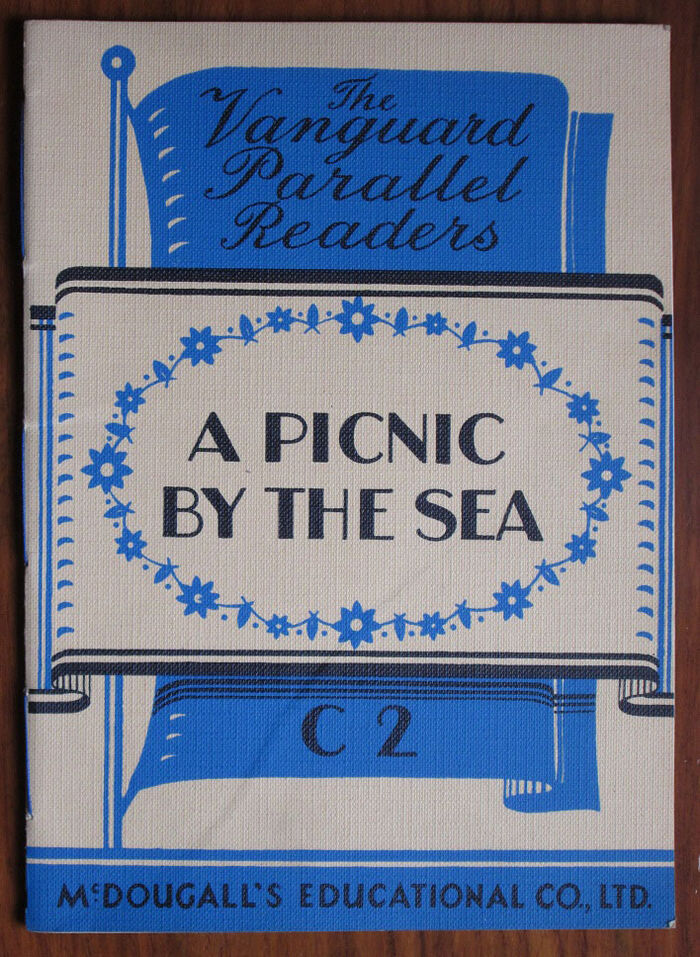 The
Vanguard
Parallel
Readers
A PICNIC
BY THE SEA
C 2
McDOUGALL'S EDUCATIONAL CO., LTD.